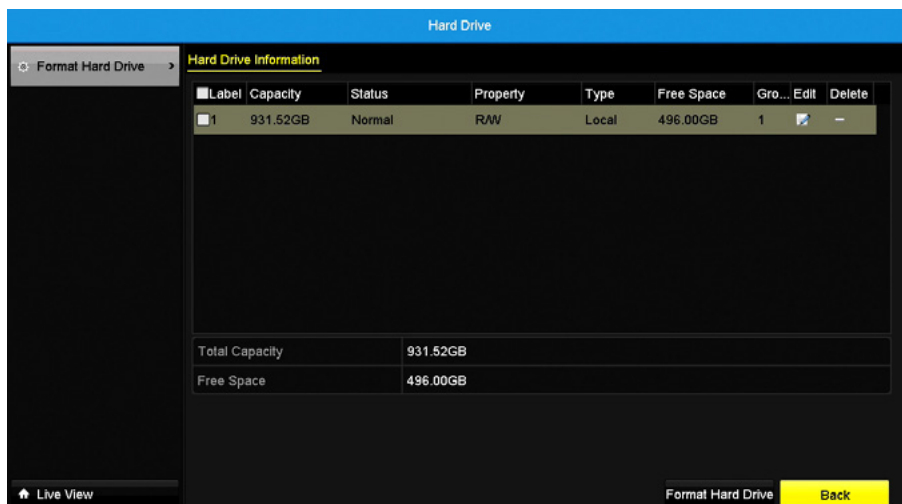 Hard Drive
Format Hard Drive >
Hard Drive Information
Label Capacity Status Property Type Free Space Gro... Edit Delete
1 931.52GB Normal R/W Local 496.00GB 1 –
Total Capacity 931.52GB
Free Space 496.00GB
Live View
Format Hard Drive Back